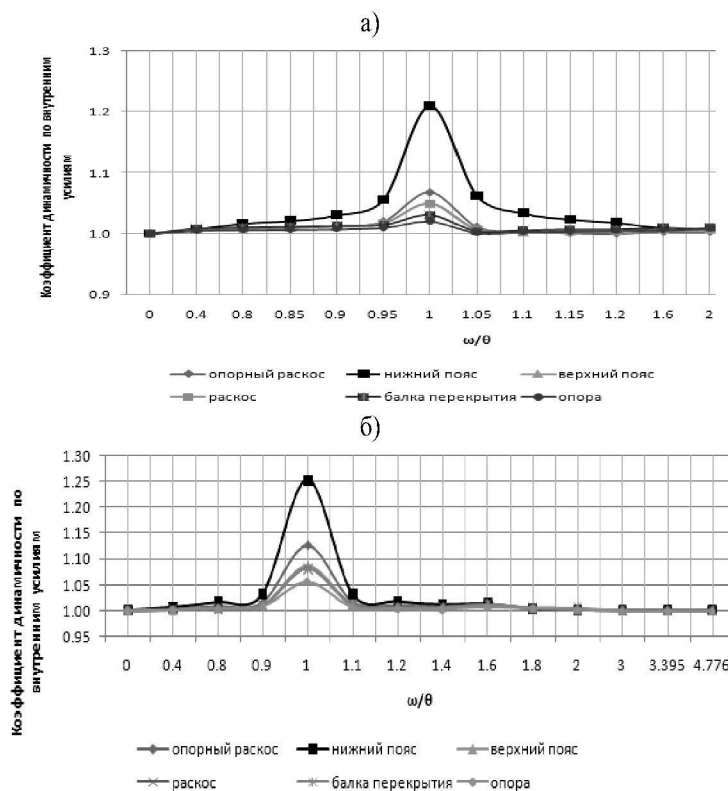 а)
Коэффициент динамичности по внутренним
усилиям
1.3
1.2
1.1
1.0
0.9
0 0.4 0.8 0.85 0.9 0.95 1 1.05 1.1 1.15 1.2 1.6 2
ω/θ
опорный раскос нижний пояс верхний пояс
раскос балка перекрытия опора
б)
Коэффициент динамичности по
внутренним усилиям
1.30
1.25
1.20
1.15
1.10
1.05
1.00
0.95
0 0.4 0.8 0.9 1 1.1 1.2 1.4 1.6 1.8 2 3 3.395 4.776
ω/θ
опорный раскос нижний пояс верхний пояс
раскос балка перекрытия опора